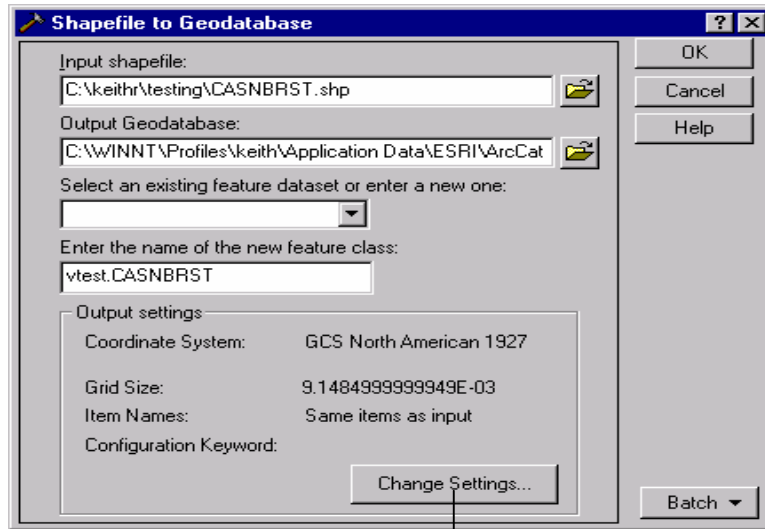 Shapefile to Geodatabase
Input shapefile:
C:\keithr\testing\CASNBRST.shp
Output Geodatabase:
C:\WINNT\Profiles\keith\Application Data\ESRI\ArcCat
Select an existing feature dataset or enter a new one:
Enter the name of the new feature class:
vtest.CASNBRST
Output settings
Coordinate System: GCS North American 1927
Grid Size: 9.1484999999949E-03
Item Names: Same items as input
Configuration Keyword:
Change Settings...
OK
Cancel
Help
Batch